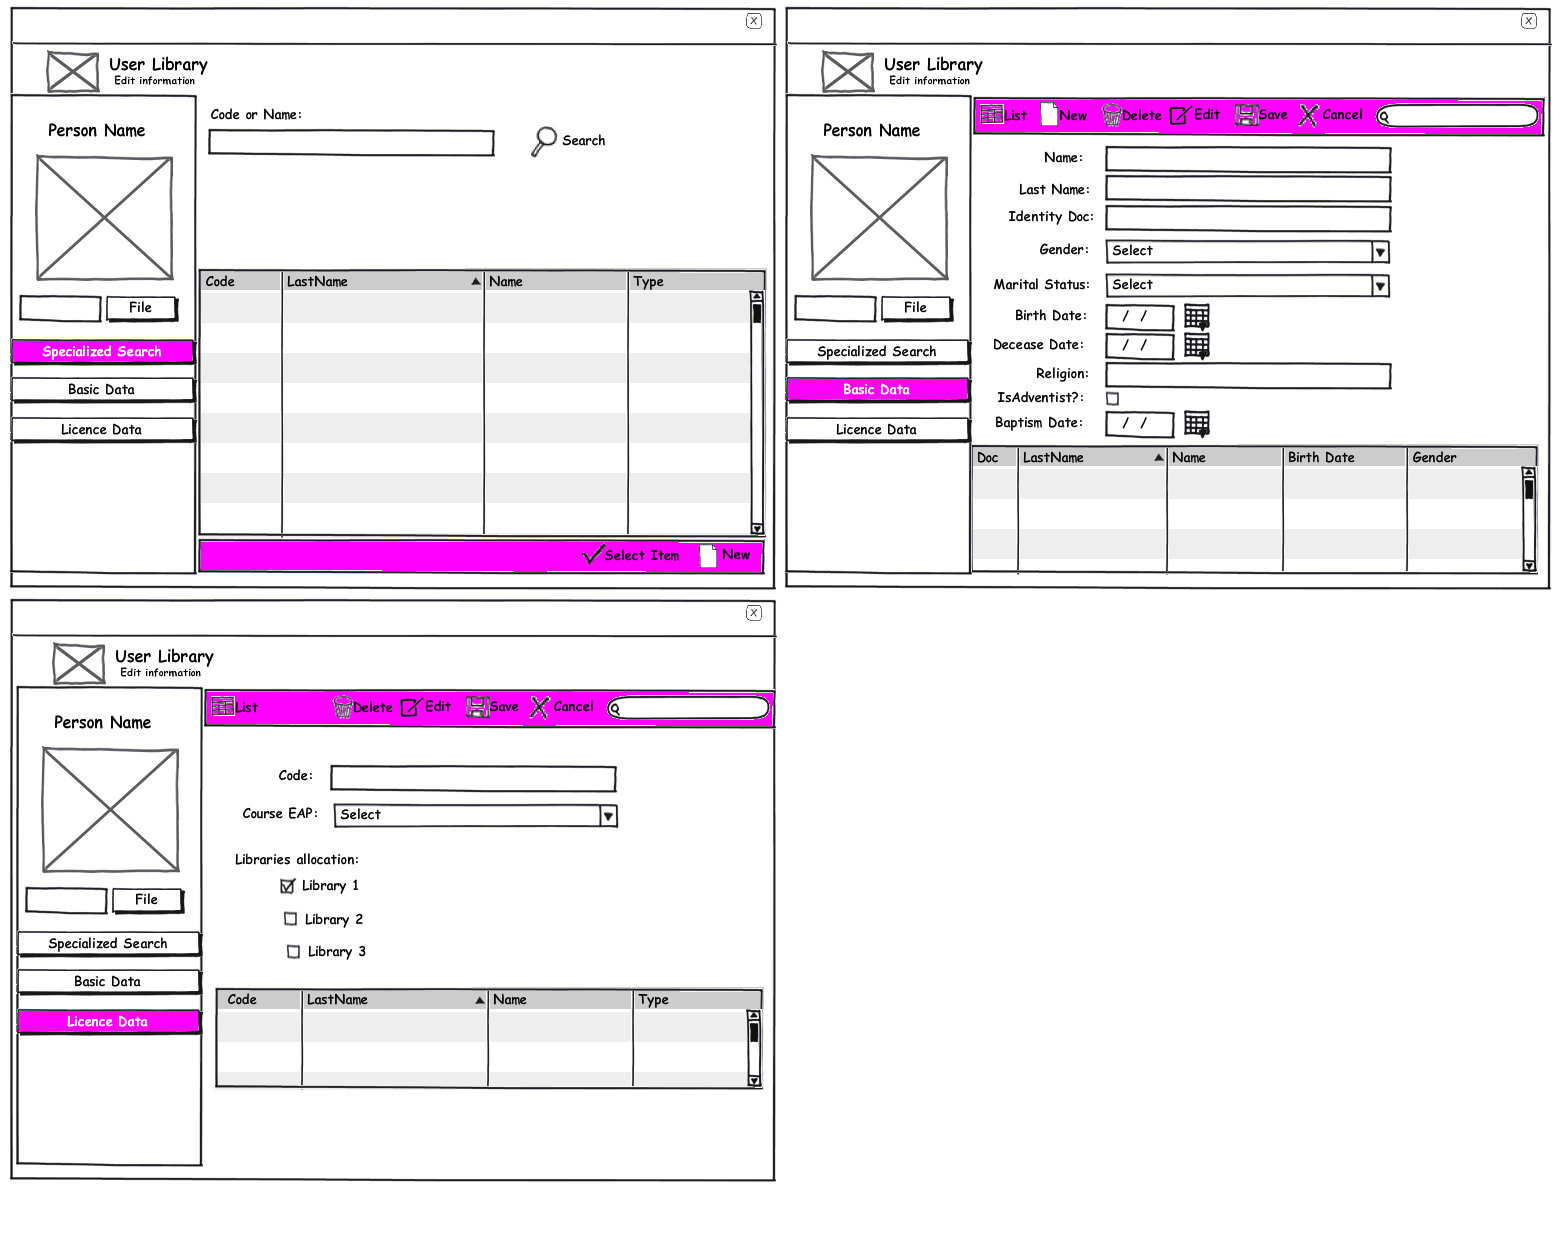 X
User Library
Edit information
Person Name
File
Specialized Search
Basic Data
Licence Data
Code or Name:
Search
Code LastName Name Type
Select Item New
X
User Library
Edit information
Person Name
File
Specialized Search
Basic Data
Licence Data
List New Delete Edit Save Cancel
Name:
Last Name:
Identity Doc:
Gender: Select
Marital Status: Select
Birth Date: / /
Decease Date: / /
Religion:
IsAdventist?:
Baptism Date: / /
Doc LastName Name Birth Date Gender
X
User Library
Edit information
Person Name
File
Specialized Search
Basic Data
Licence Data
List Delete Edit Save Cancel
Code:
Course EAP: Select
Libraries allocation:
Library 1
Library 2
Library 3
Code LastName Name Type